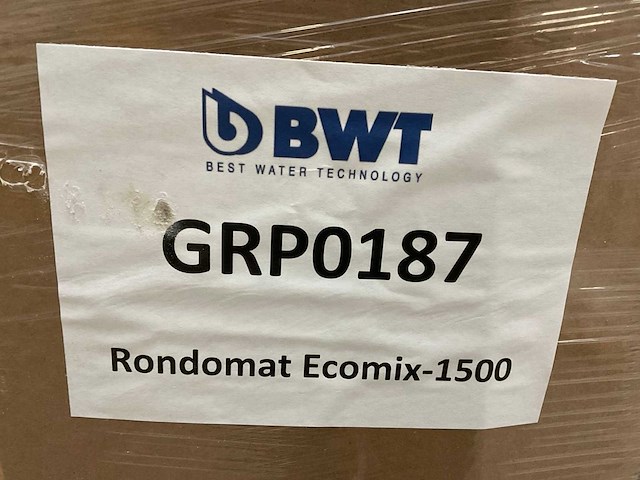 BWT
BEST WATER TECHNOLOGY
GRP0187
Rondomat Ecomix-1500